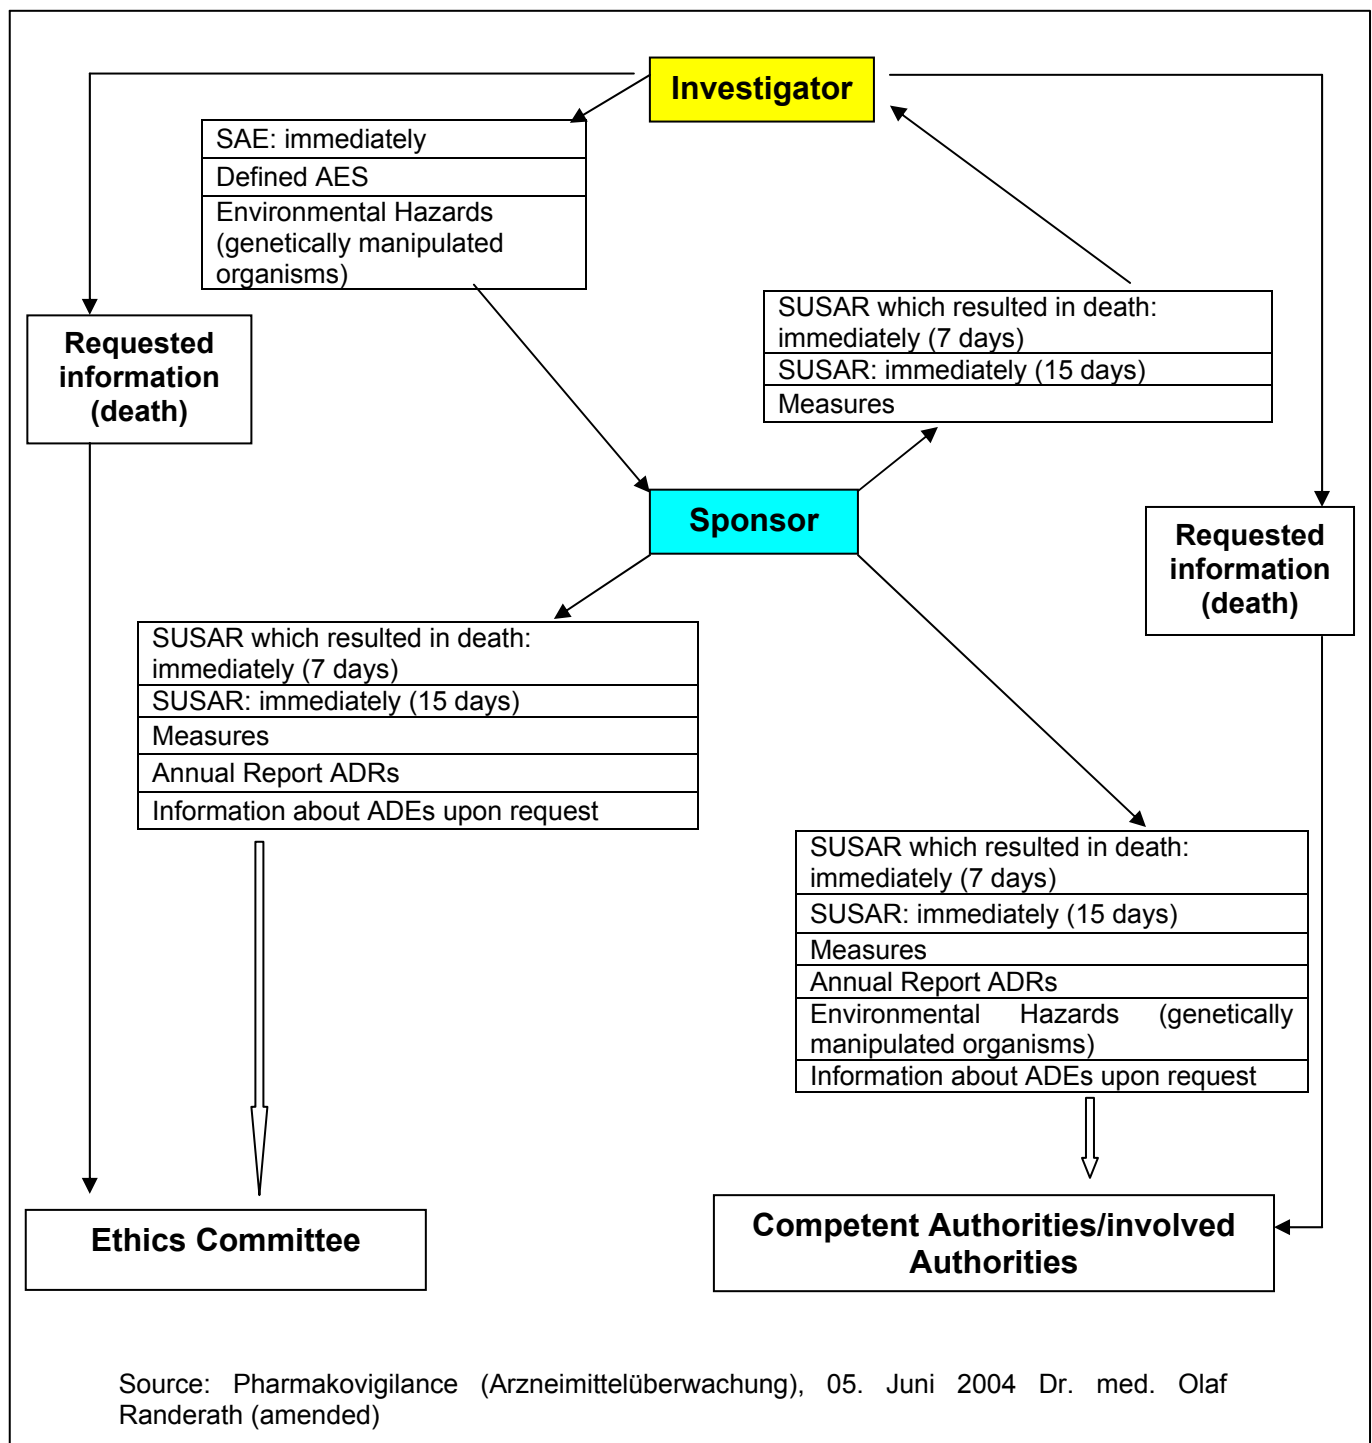 Investigator
SAE: immediately
Defined AES
Environmental Hazards
(genetically manipulated
organisms)
SUSAR which resulted in death:
immediately (7 days)
SUSAR: immediately (15 days)
Measures
Requested
information
(death)
Sponsor
Requested
information
(death)
SUSAR which resulted in death:
immediately (7 days)
SUSAR: immediately (15 days)
Measures
Annual Report ADRs
Information about ADEs upon request
SUSAR which resulted in death:
immediately (7 days)
SUSAR: immediately (15 days)
Measures
Annual Report ADRs
Environmental Hazards (genetically
manipulated organisms)
Information about ADEs upon request
Ethics Committee
Competent Authorities/involved
Authorities
Source: Pharmakovigilance (Arzneimittelüberwachung), 05. Juni 2004 Dr. med. Olaf
Randerath (amended)